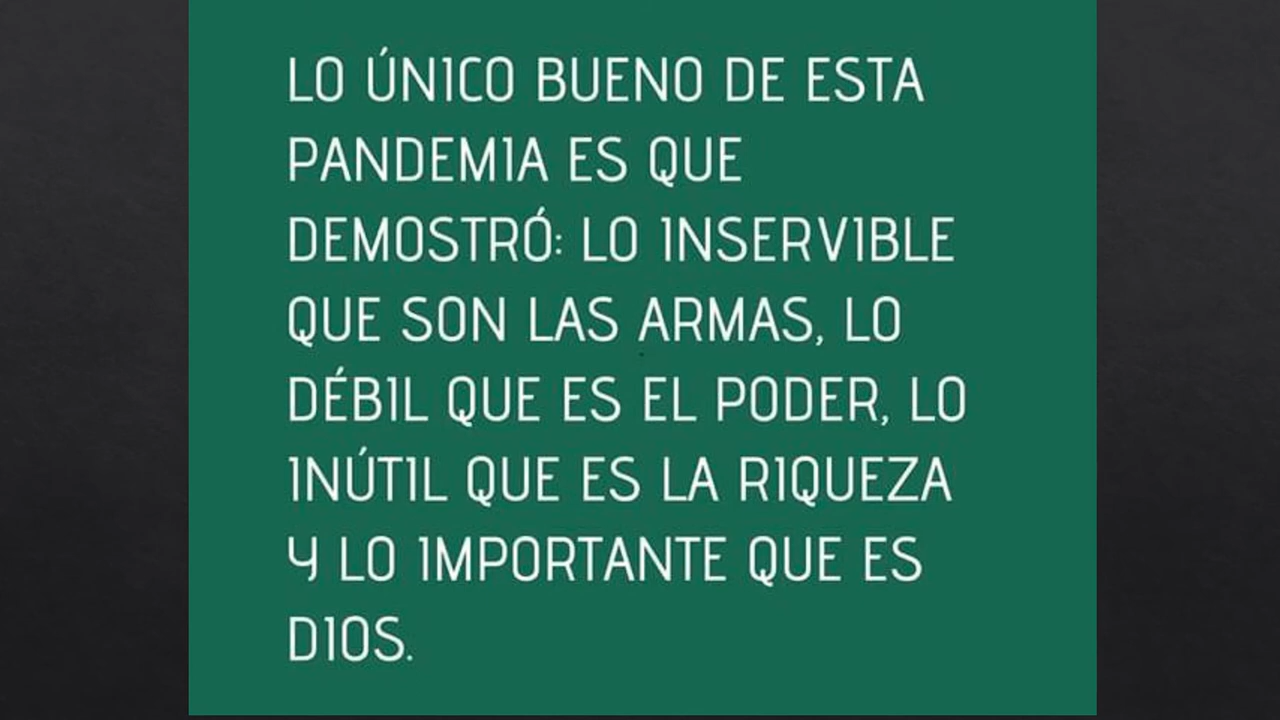 LO ÚNICO BUENO DE ESTA
PANDEMIA ES QUE
DEMOSTRÓ: LO INSERVIBLE
QUE SON LAS ARMAS, LO
DÉBIL QUE ES EL PODER, LO
INÚTIL QUE ES LA RIQUEZA
Y LO IMPORTANTE QUE ES
DIOS.